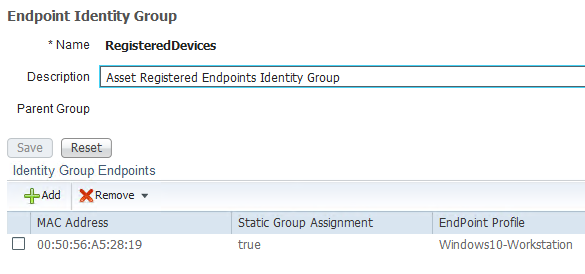 Endpoint Identity Group
* Name RegisteredDevices
Description Asset Registered Endpoints Identity Group
Parent Group
Save Reset
Identity Group Endpoints
Add Remove
MAC Address Static Group Assignment EndPoint Profile
00:50:56:A5:28:19 true Windows10-Workstation